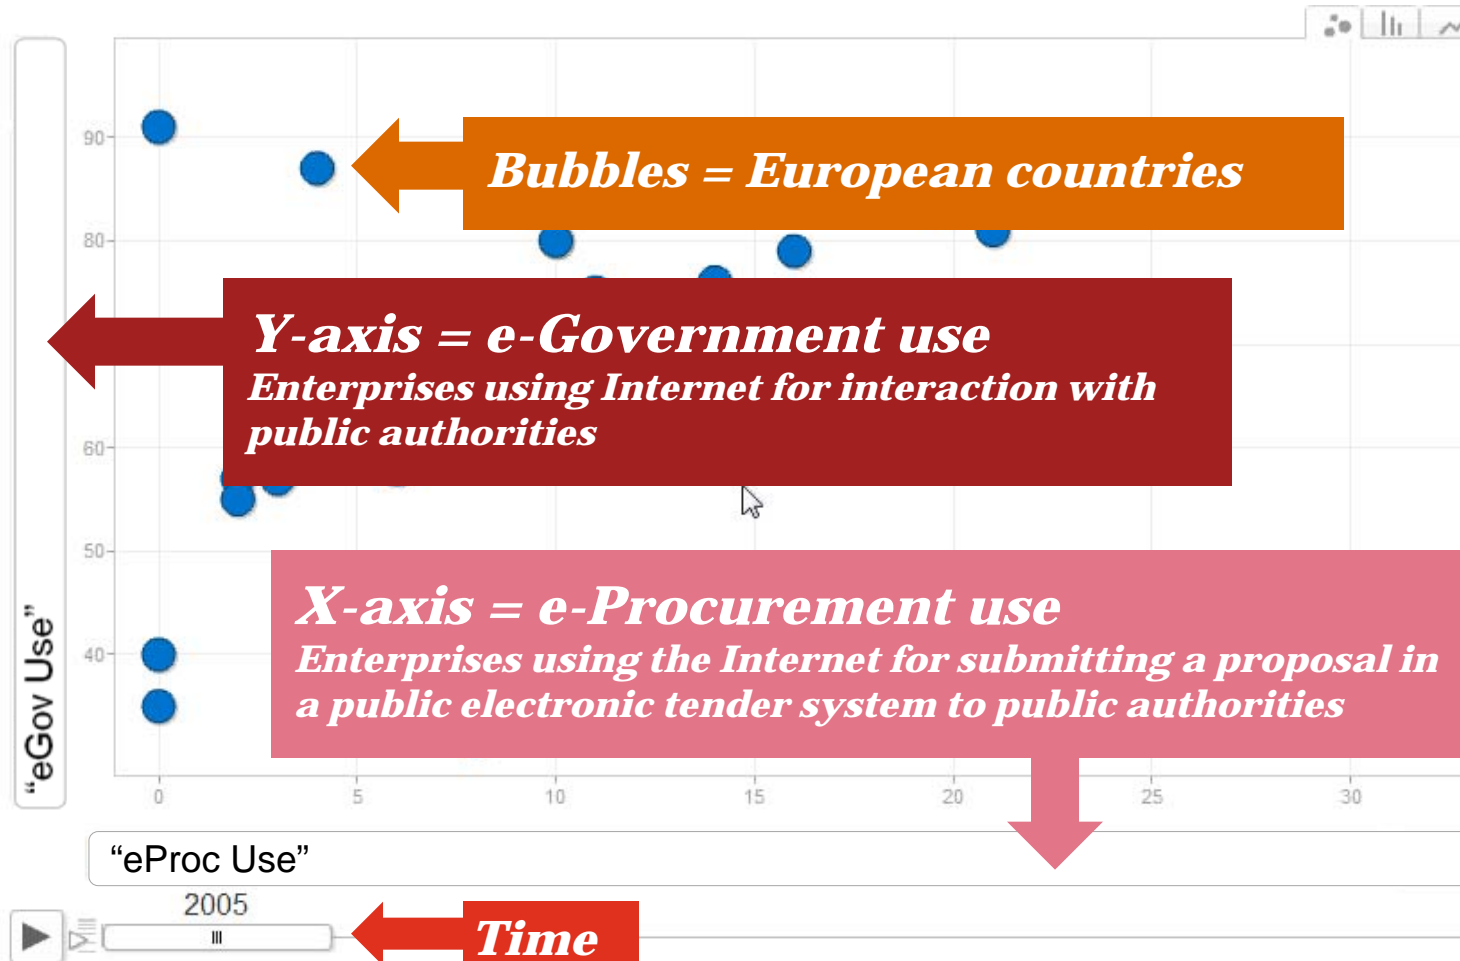 90
Bubbles = European countries
80
Y-axis = e-Government use
Enterprises using Internet for interaction with
public authorities
60
50
X-axis = e-Procurement use
Enterprises using the Internet for submitting a proposal in
a public electronic tender system to public authorities
40
“eGov Use”
0 5 10 15 20 25 30
“eProc Use”
2005
Time